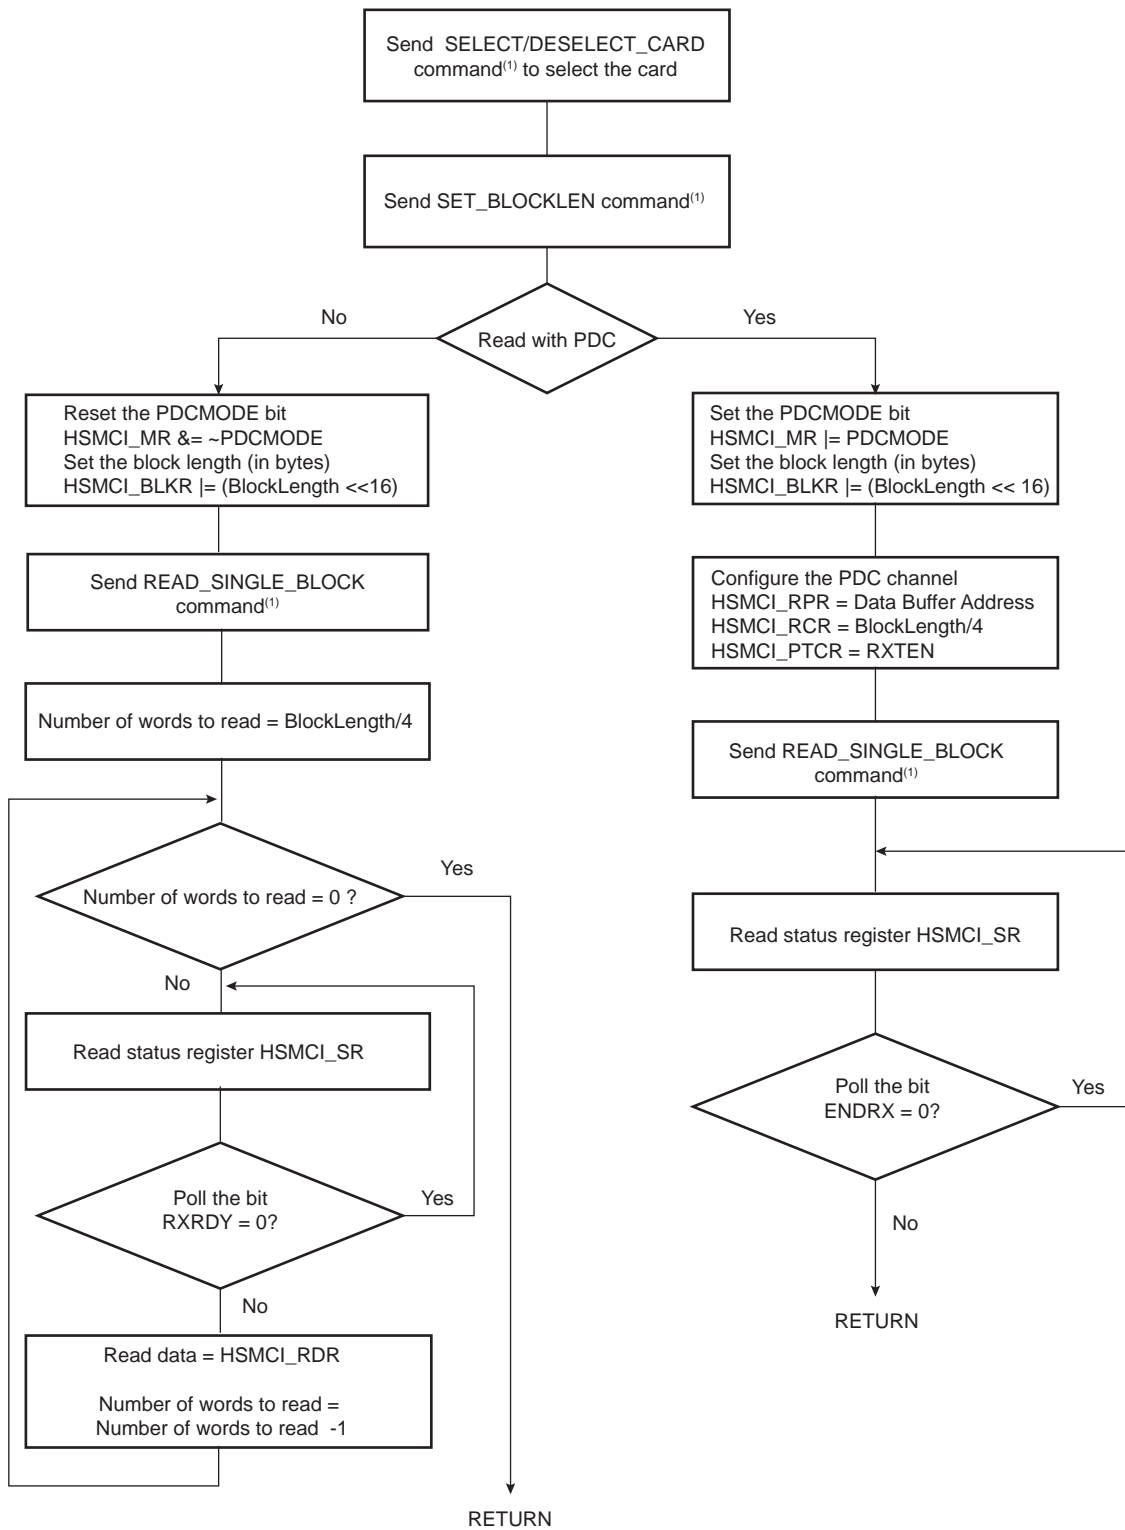 Send SELECT/DESELECT_CARD
command(1) to select the card
Send SET_BLOCKLEN command(1)
No
Yes
Read with PDC
Reset the PDCMODE bit
HSMCI_MR &= ~PDCMODE
Set the block length (in bytes)
HSMCI_BLKR |= (BlockLength <<16)
Send READ_SINGLE_BLOCK
command(1)
Number of words to read = BlockLength/4
Number of words to read = 0 ?
Yes
No
Read status register HSMCI_SR
Poll the bit
RXRDY = 0?
Yes
No
Read data = HSMCI_RDR
Number of words to read =
Number of words to read -1
RETURN
Set the PDCMODE bit
HSMCI_MR |= PDCMODE
Set the block length (in bytes)
HSMCI_BLKR |= (BlockLength << 16)
Configure the PDC channel
HSMCI_RPR = Data Buffer Address
HSMCI_RCR = BlockLength/4
HSMCI_PTCR = RXTEN
Send READ_SINGLE_BLOCK
command(1)
Read status register HSMCI_SR
Poll the bit
ENDRX = 0?
Yes
No
RETURN